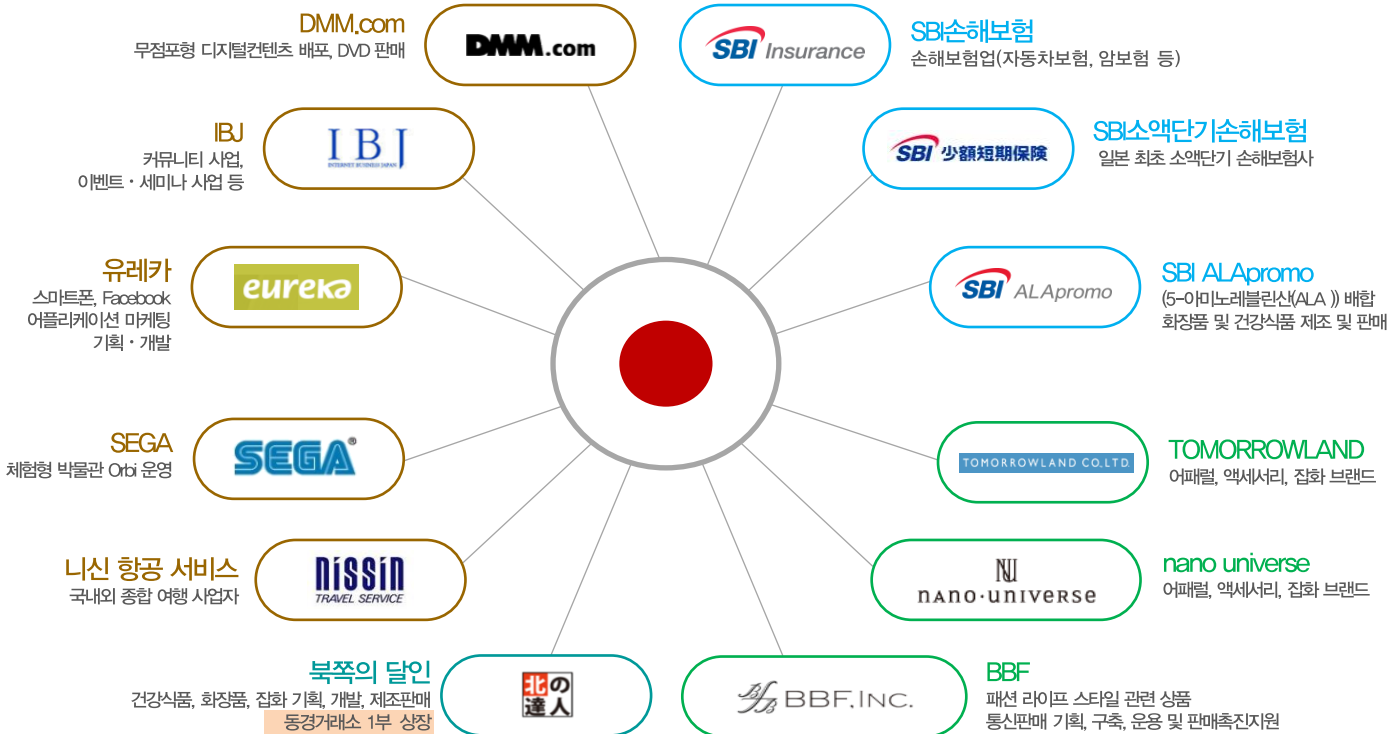 DMM.com
무점포형 디지털컨텐츠 배포, DVD 판매
DMM.com
SBI Insurance
SBI손해보험
손해보험업(자동차보험, 암보험 등)
IBJ
커뮤니티 사업,
이벤트・세미나 사업 등
IBJ
INTERNET BUSINESS JAPAN
SBI 少額短期保険
SBI소액단기손해보험
일본 최초 소액단기 손해보험사
유레카
스마트폰, Facebook
어플리케이션 마케팅
기획・개발
eureka
SBI ALApromo
SBI ALApromo
(5-아미노레블린산(ALA )) 배합
화장품 및 건강식품 제조 및 판매
SEGA
체험형 박물관 Orbi 운영
SEGA®
TOMORROWLAND CO.,LTD.
TOMORROWLAND
어패럴, 액세서리, 잡화 브랜드
니신 항공 서비스
국내외 종합 여행 사업자
nissin
TRAVEL SERVICE
NU
nano・universe
nano universe
어패럴, 액세서리, 잡화 브랜드
북쪽의 달인
건강식품, 화장품, 잡화 기획, 개발, 제조판매
동경거래소 1부 상장
北の
達人
BBF.INC.
BBF
패션 라이프 스타일 관련 상품
통신판매 기획, 구축, 운용 및 판매촉진지원